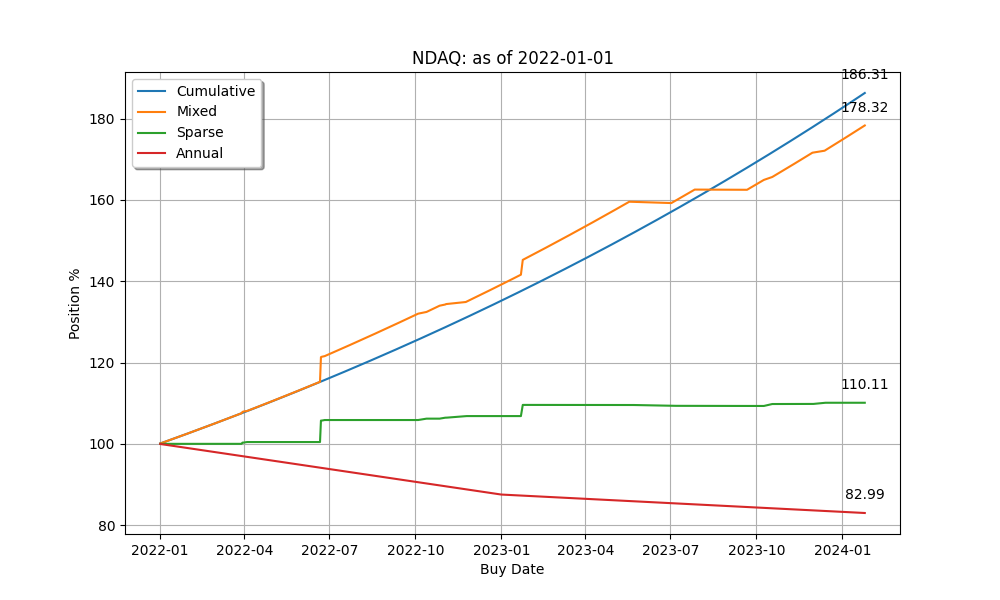 NDAQ: as of 2022-01-01
186.31
Cumulative
Mixed
Sparse
Annual
178.32
180
160
140
120
100
80
Position %
110.11
82.99
2022-01 2022-04 2022-07 2022-10 2023-01 2023-04 2023-07 2023-10 2024-01
Buy Date